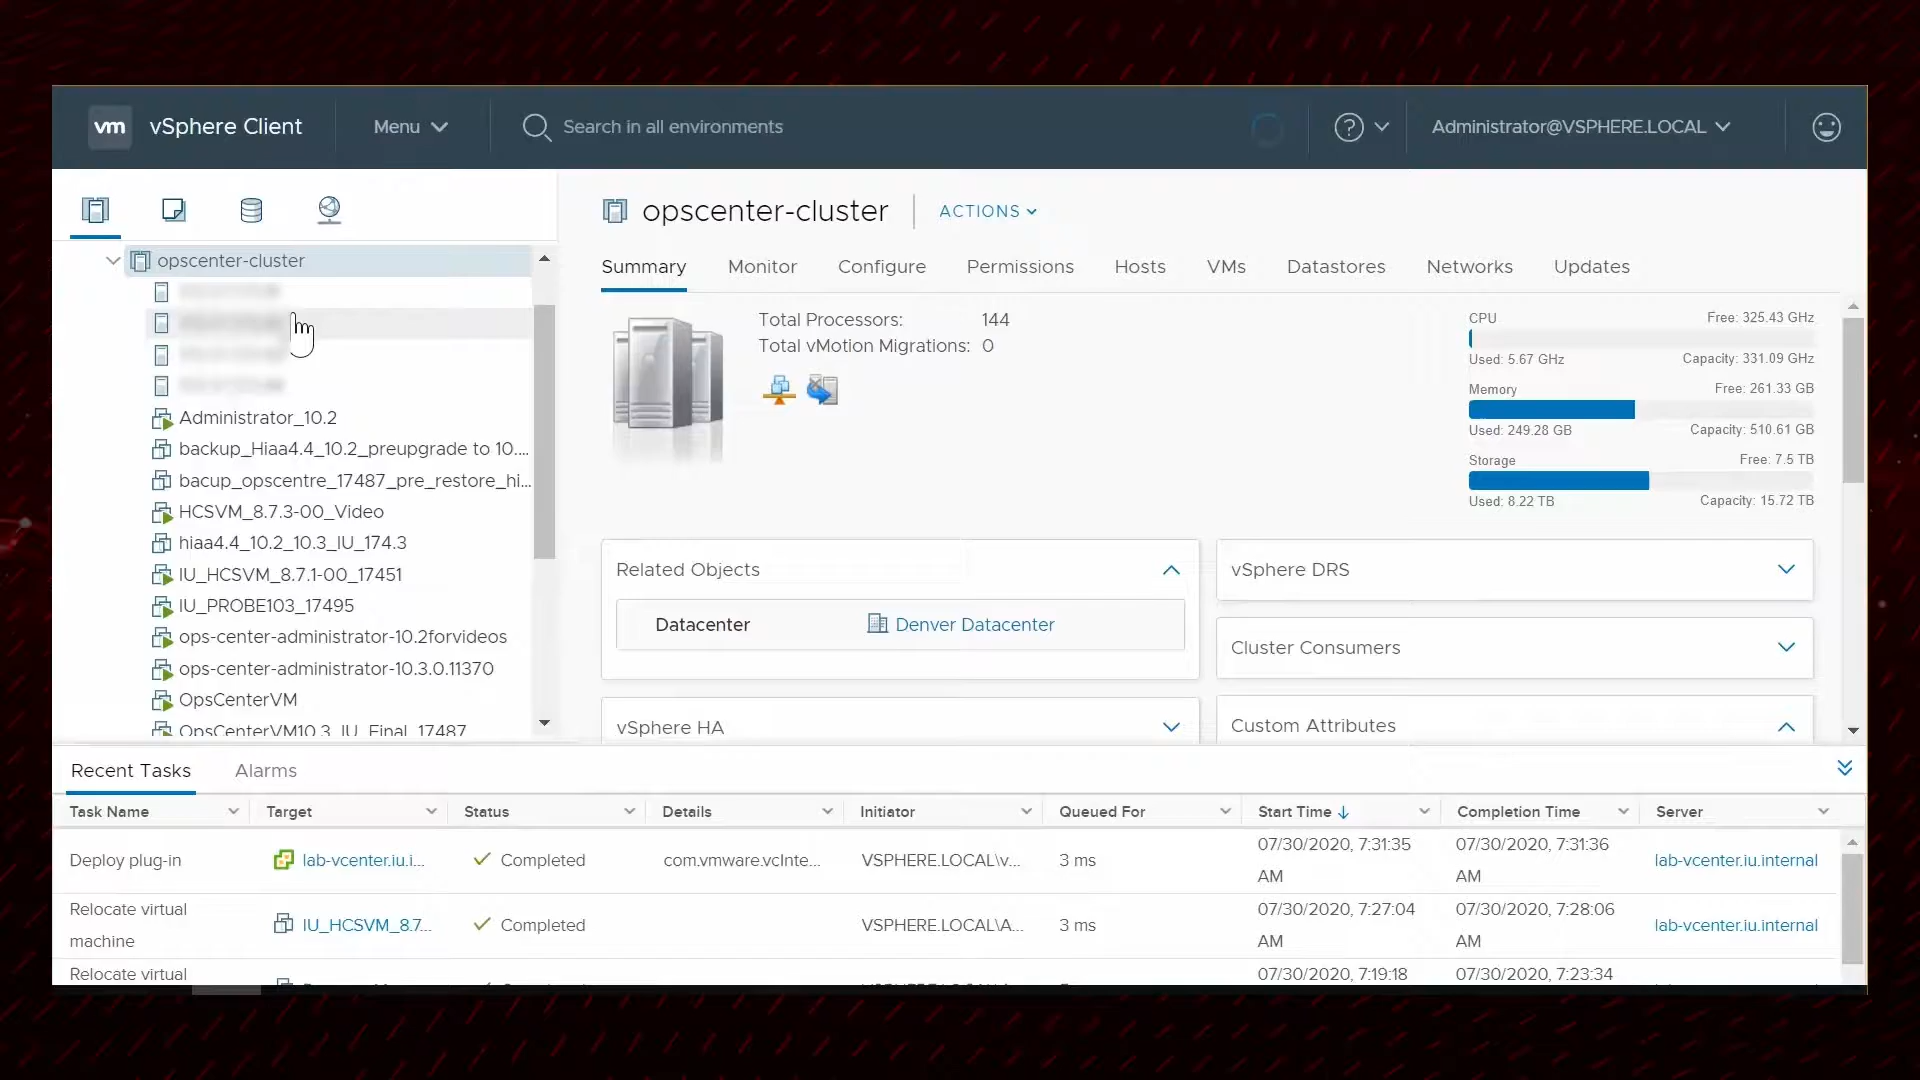 vm vSphere Client Menu Search in all environments ? Administrator@VSPHERE.LOCAL
opscenter-cluster
Administrator_10.2
backup_Hiaa4.4_10.2_preupgrade to 10....
bacup_opscentre_17487_pre_restore_hi...
HCSVM_8.7.3-00_Video
hiaa4.4_10.2_10.3_IU_174.3
IU_HCSVM_8.7.1-00_17451
IU_PROBE103_17495
ops-center-administrator-10.2forvideos
ops-center-administrator-10.3.0.11370
OpsCenterVM
OpsCenterVM10.3_IU_Final_17487
opscenter-cluster ACTIONS
Summary Monitor Configure Permissions Hosts VMs Datastores Networks Updates
Total Processors: 144
Total vMotion Migrations: 0
CPU Free: 325.43 GHz
Used: 5.67 GHz Capacity: 331.09 GHz
Memory Free: 261.33 GB
Used: 249.28 GB Capacity: 510.61 GB
Storage Free: 7.5 TB
Used: 8.22 TB Capacity: 15.72 TB
Related Objects
Datacenter Denver Datacenter
vSphere HA
vSphere DRS
Cluster Consumers
Custom Attributes
Recent Tasks Alarms
Task Name Target Status Details Initiator Queued For Start Time Completion Time Server
Deploy plug-in lab-vcenter.iu.i... Completed com.vmware.vcInte... VSPHERE.LOCAL\v... 3 ms 07/30/2020, 7:31:35 AM 07/30/2020, 7:31:36 AM lab-vcenter.iu.internal
Relocate virtual machine IU_HCSVM_8.7... Completed VSPHERE.LOCAL\A... 3 ms 07/30/2020, 7:27:04 AM 07/30/2020, 7:28:06 AM lab-vcenter.iu.internal
Relocate virtual 07/30/2020, 7:19:18 07/30/2020, 7:23:34